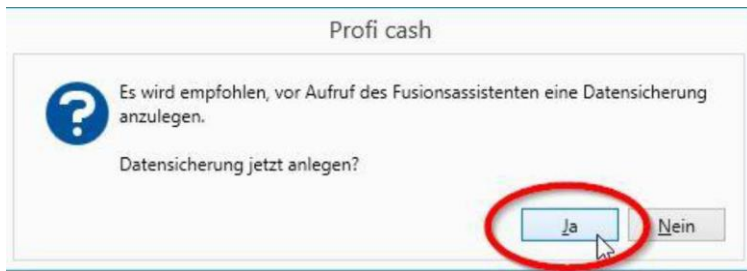 Profi cash
Es wird empfohlen, vor Aufruf des Fusionsassistenten eine Datensicherung
anzulegen.
Datensicherung jetzt anlegen?
Ja Nein